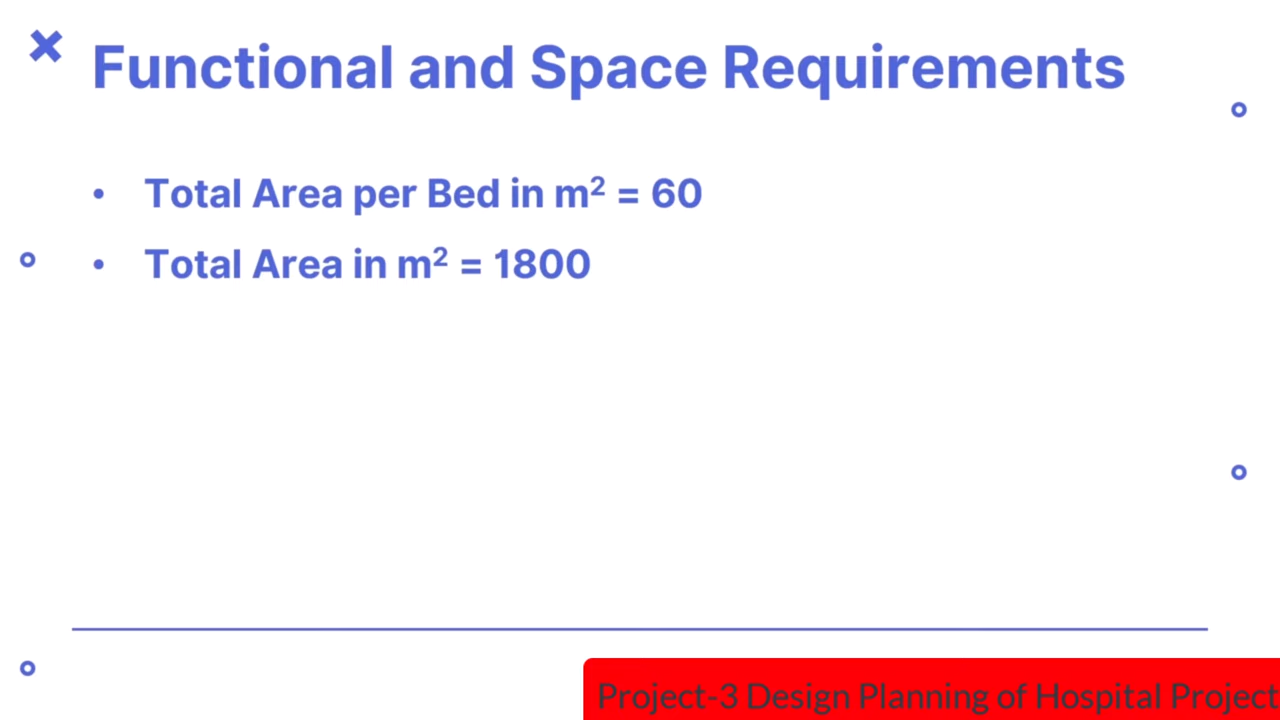 Functional and Space Requirements
• Total Area per Bed in m² = 60
• Total Area in m² = 1800
Project-3 Design Planning of Hospital Project